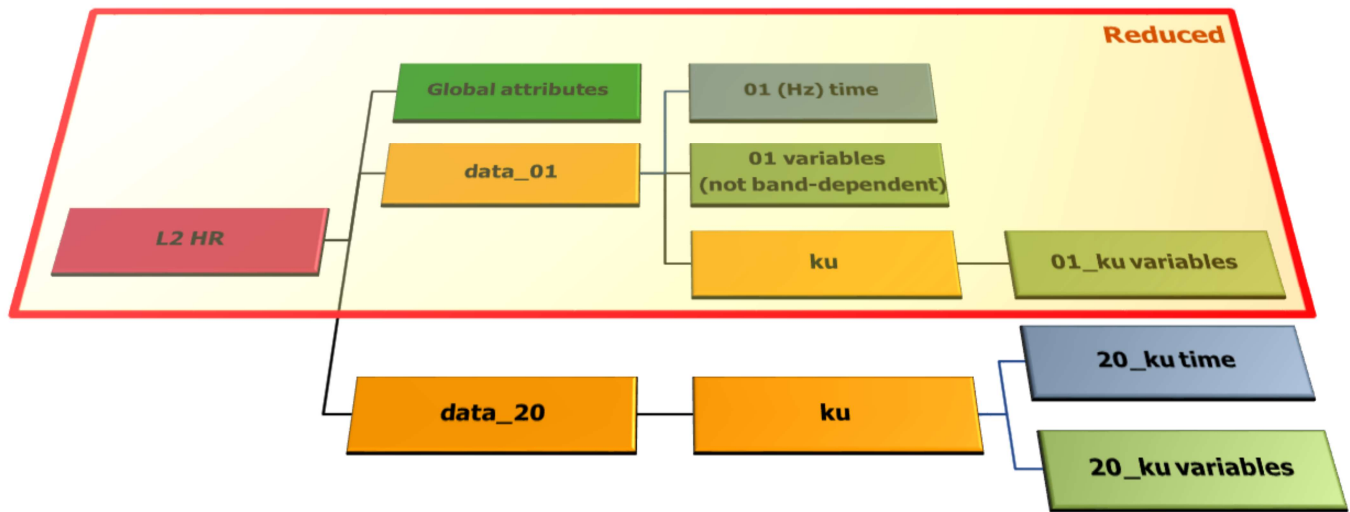 Reduced
Global attributes
01 (Hz) time
data_01
01 variables
(not band-dependent)
L2 HR
ku
01_ku variables
20_ku time
data_20
ku
20_ku variables